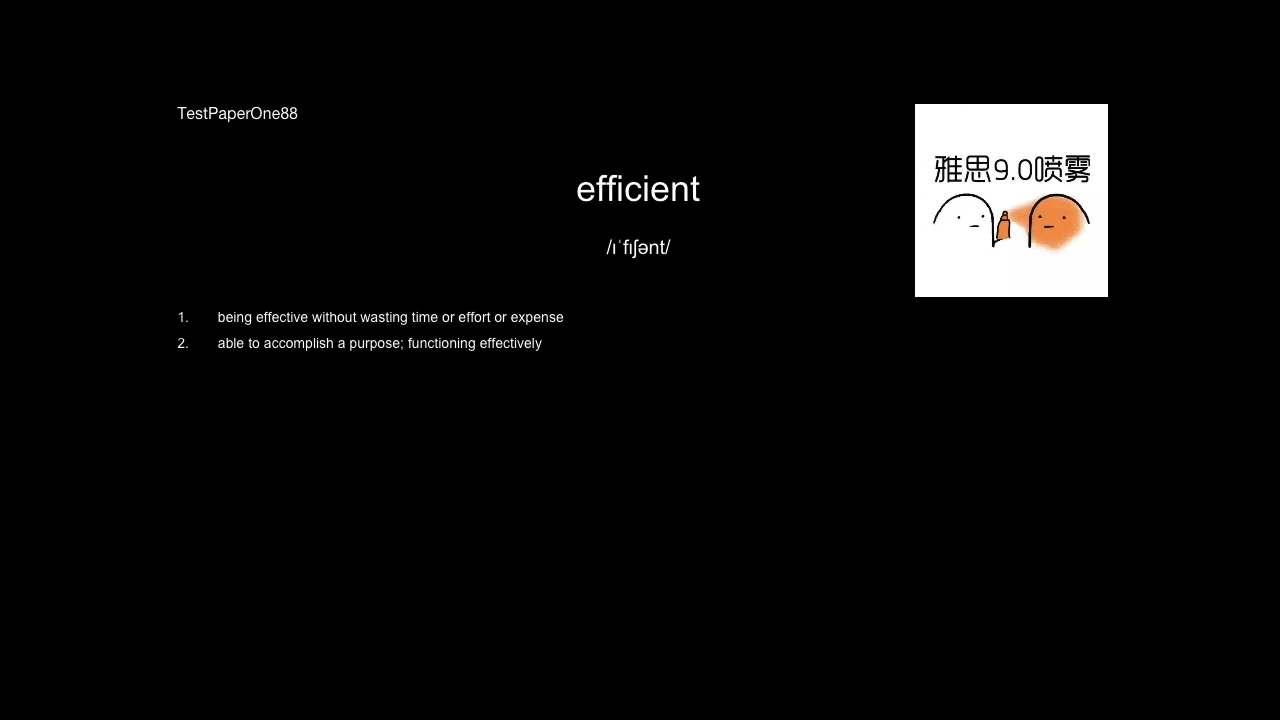 TestPaperOne88
雅思9.0喷雾
efficient
/ɪˈfɪʃənt/
1. being effective without wasting time or effort or expense
2. able to accomplish a purpose; functioning effectively